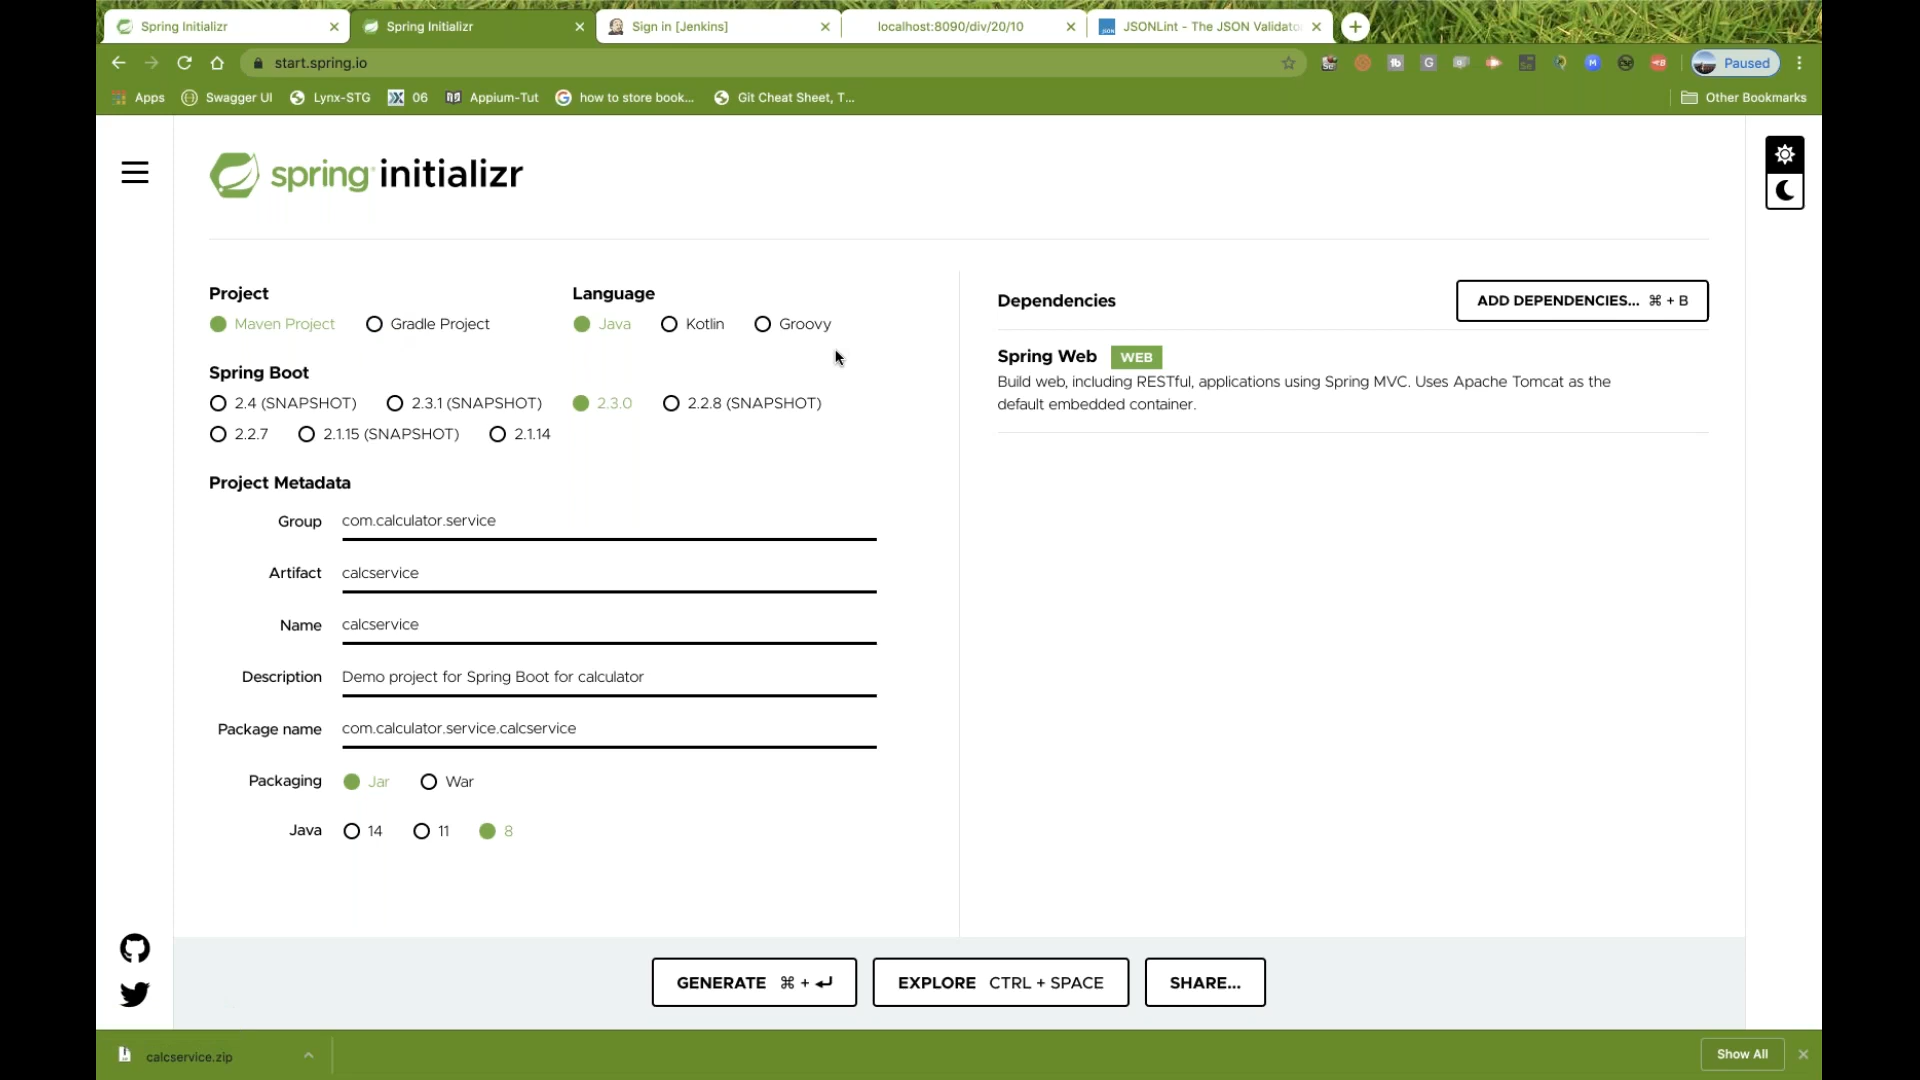 Spring Initializr
Spring Initializr
Sign in [Jenkins]
localhost:8090/div/20/10
JSONLint - The JSON Validato
start.spring.io
Paused
Apps
Swagger UI
Lynx-STG
06
Appium-Tut
how to store book...
Git Cheat Sheet, T...
Other Bookmarks
spring initializr
Project
Maven Project
Gradle Project
Language
Java
Kotlin
Groovy
Spring Boot
2.4 (SNAPSHOT)
2.3.1 (SNAPSHOT)
2.3.0
2.2.8 (SNAPSHOT)
2.2.7
2.1.15 (SNAPSHOT)
2.1.14
Project Metadata
Group
com.calculator.service
Artifact
calcservice
Name
calcservice
Description
Demo project for Spring Boot for calculator
Package name
com.calculator.service.calcservice
Packaging
Jar
War
Java
14
11
8
Dependencies
ADD DEPENDENCIES... ⌘ + B
Spring Web WEB
Build web, including RESTful, applications using Spring MVC. Uses Apache Tomcat as the
default embedded container.
GENERATE ⌘ + ⏎
EXPLORE CTRL + SPACE
SHARE...
calcservice.zip
Show All